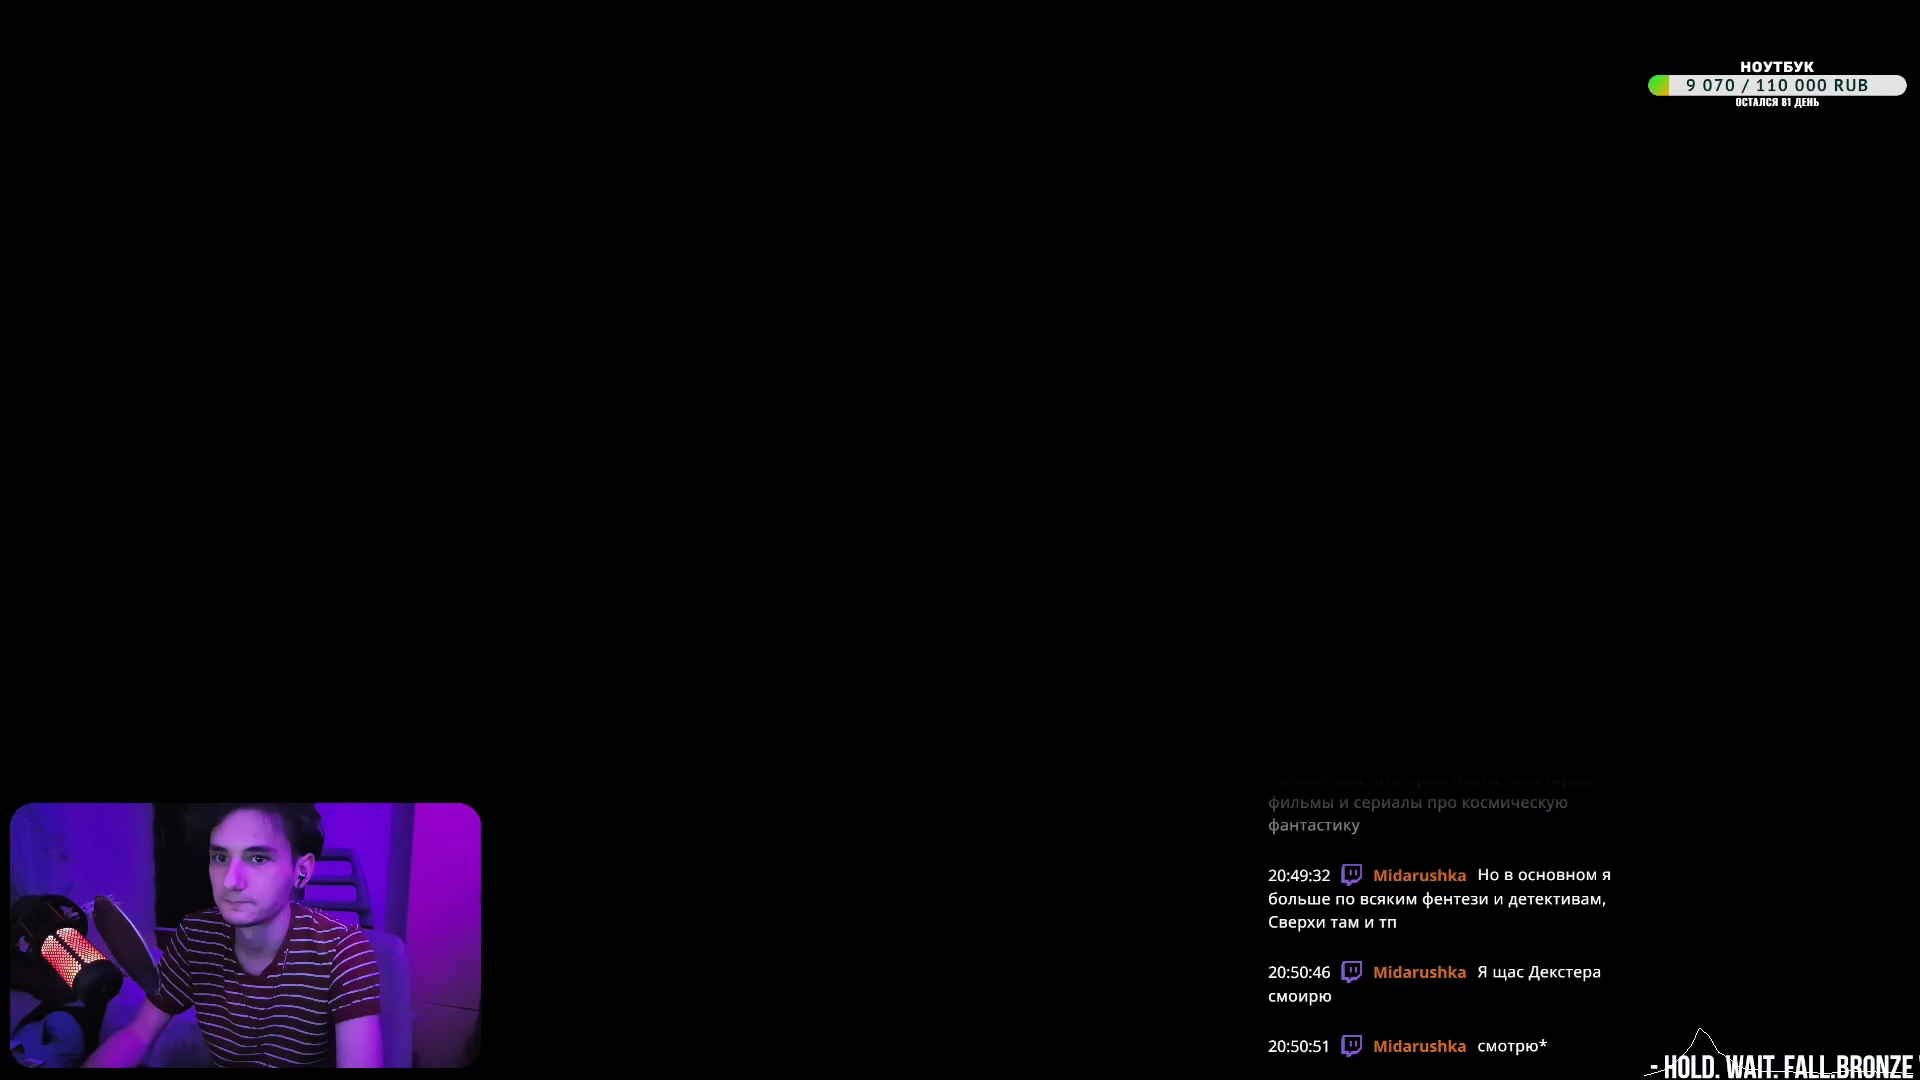 НОУТБУК
9 070 / 110 000 RUB
ОСТАЛСЯ 81 ДЕНЬ
фильмы и сериалы про космическую
фантастику
20:49:32 Midarushka Но в основном я
больше по всяким фентези и детективам,
Сверхи там и тп
20:50:46 Midarushka Я щас Декстера
смоирю
20:50:51 Midarushka смотрю*
- HOLD. WAIT. FALL.BRONZE